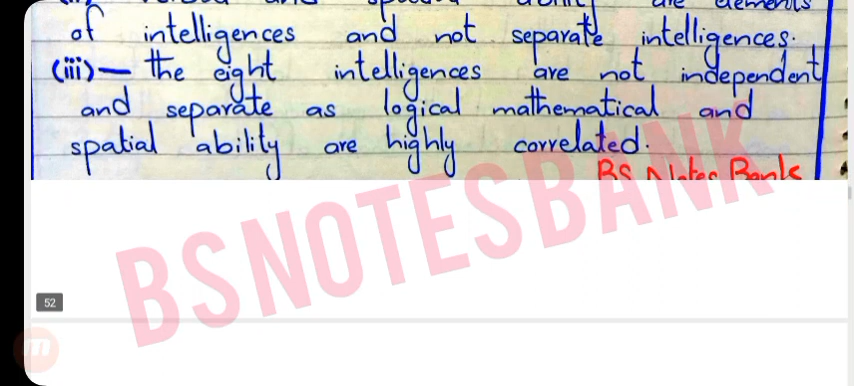 elements
of intelligences and not separate intelligences.
(iii)— the eight intelligences are not independent
and separate as logical mathematical and
spatial ability are highly correlated.
BS Notes Bank
BSNOTESBANK
52